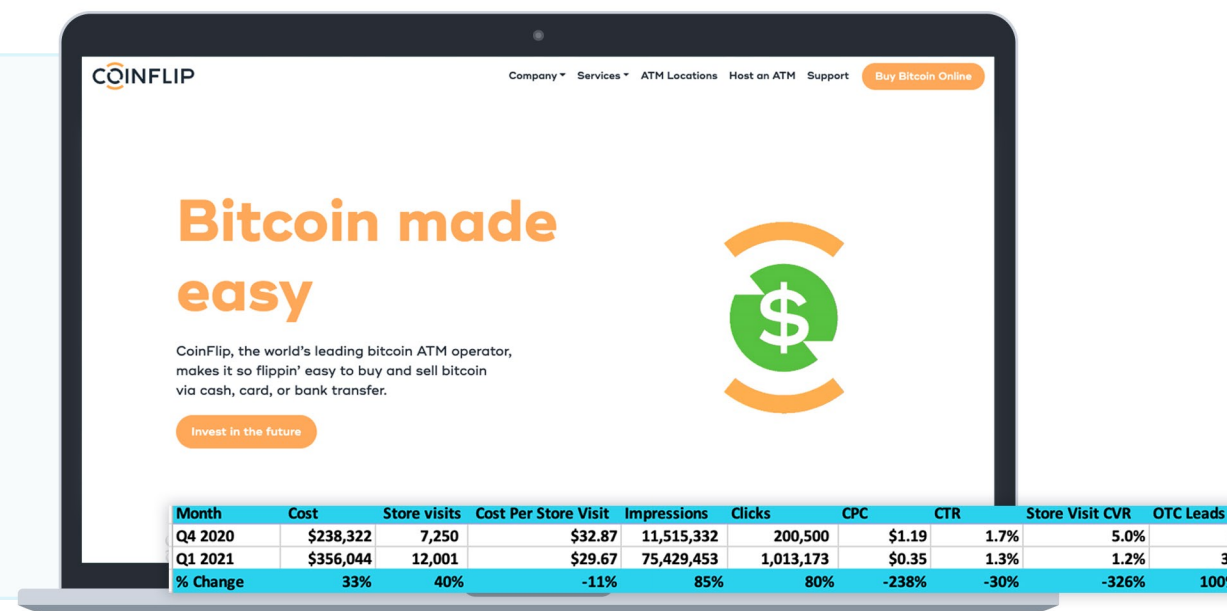 COINFLIP
Company Services ATM Locations Host an ATM Support Buy Bitcoin Online
Bitcoin made
easy
CoinFlip, the world's leading bitcoin ATM operator,
makes it so flippin' easy to buy and sell bitcoin
via cash, card, or bank transfer.
Invest in the future
$
Month Cost Store visits Cost Per Store Visit Impressions Clicks CPC CTR Store Visit CVR OTC Leads
Q4 2020 $238,322 7,250 $32.87 11,515,332 200,500 $1.19 1.7% 5.0%
Q1 2021 $356,044 12,001 $29.67 75,429,453 1,013,173 $0.35 1.3% 1.2%
% Change 33% 40% -11% 85% 80% -238% -30% -326%